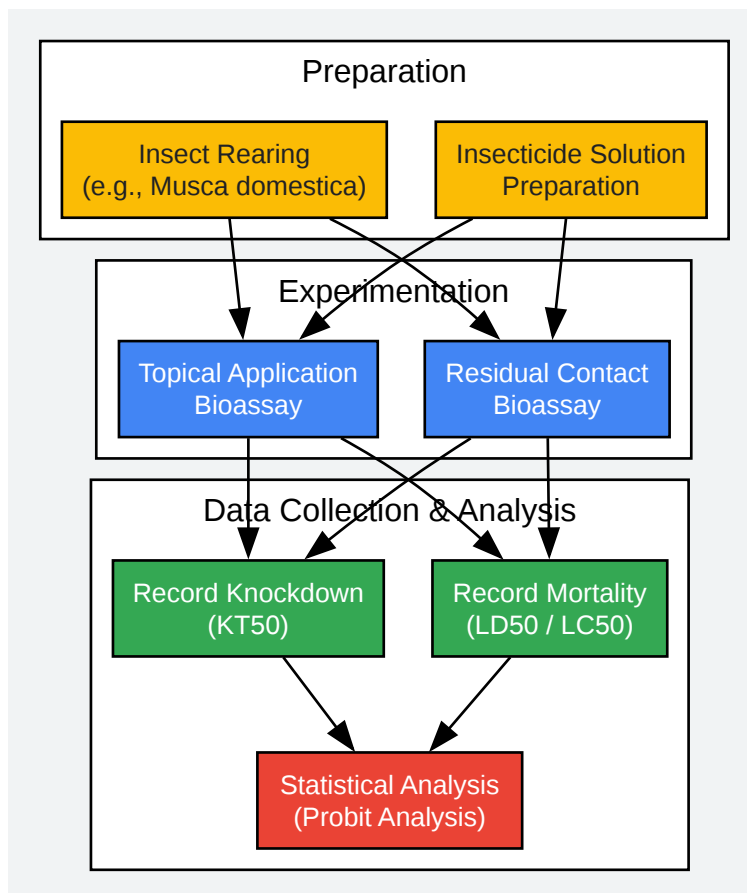 Preparation
Insect Rearing
(e.g., Musca domestica)
Insecticide Solution
Preparation
Experimentation
Topical Application
Bioassay
Residual Contact
Bioassay
Data Collection & Analysis
Record Knockdown
(KT50)
Record Mortality
(LD50 / LC50)
Statistical Analysis
(Probit Analysis)